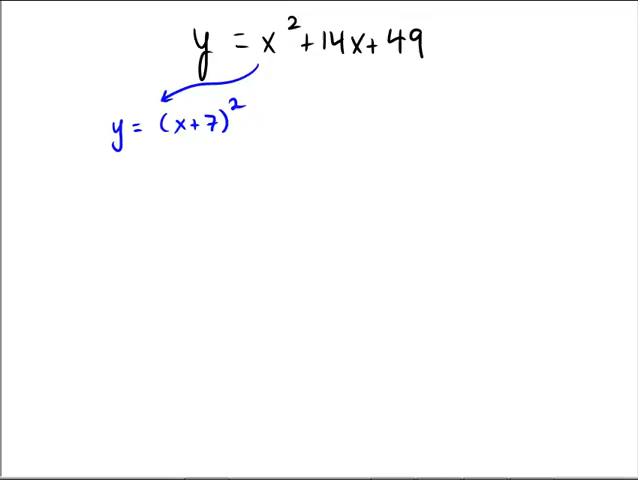 y = x²+14x+49
y = (x+7)²